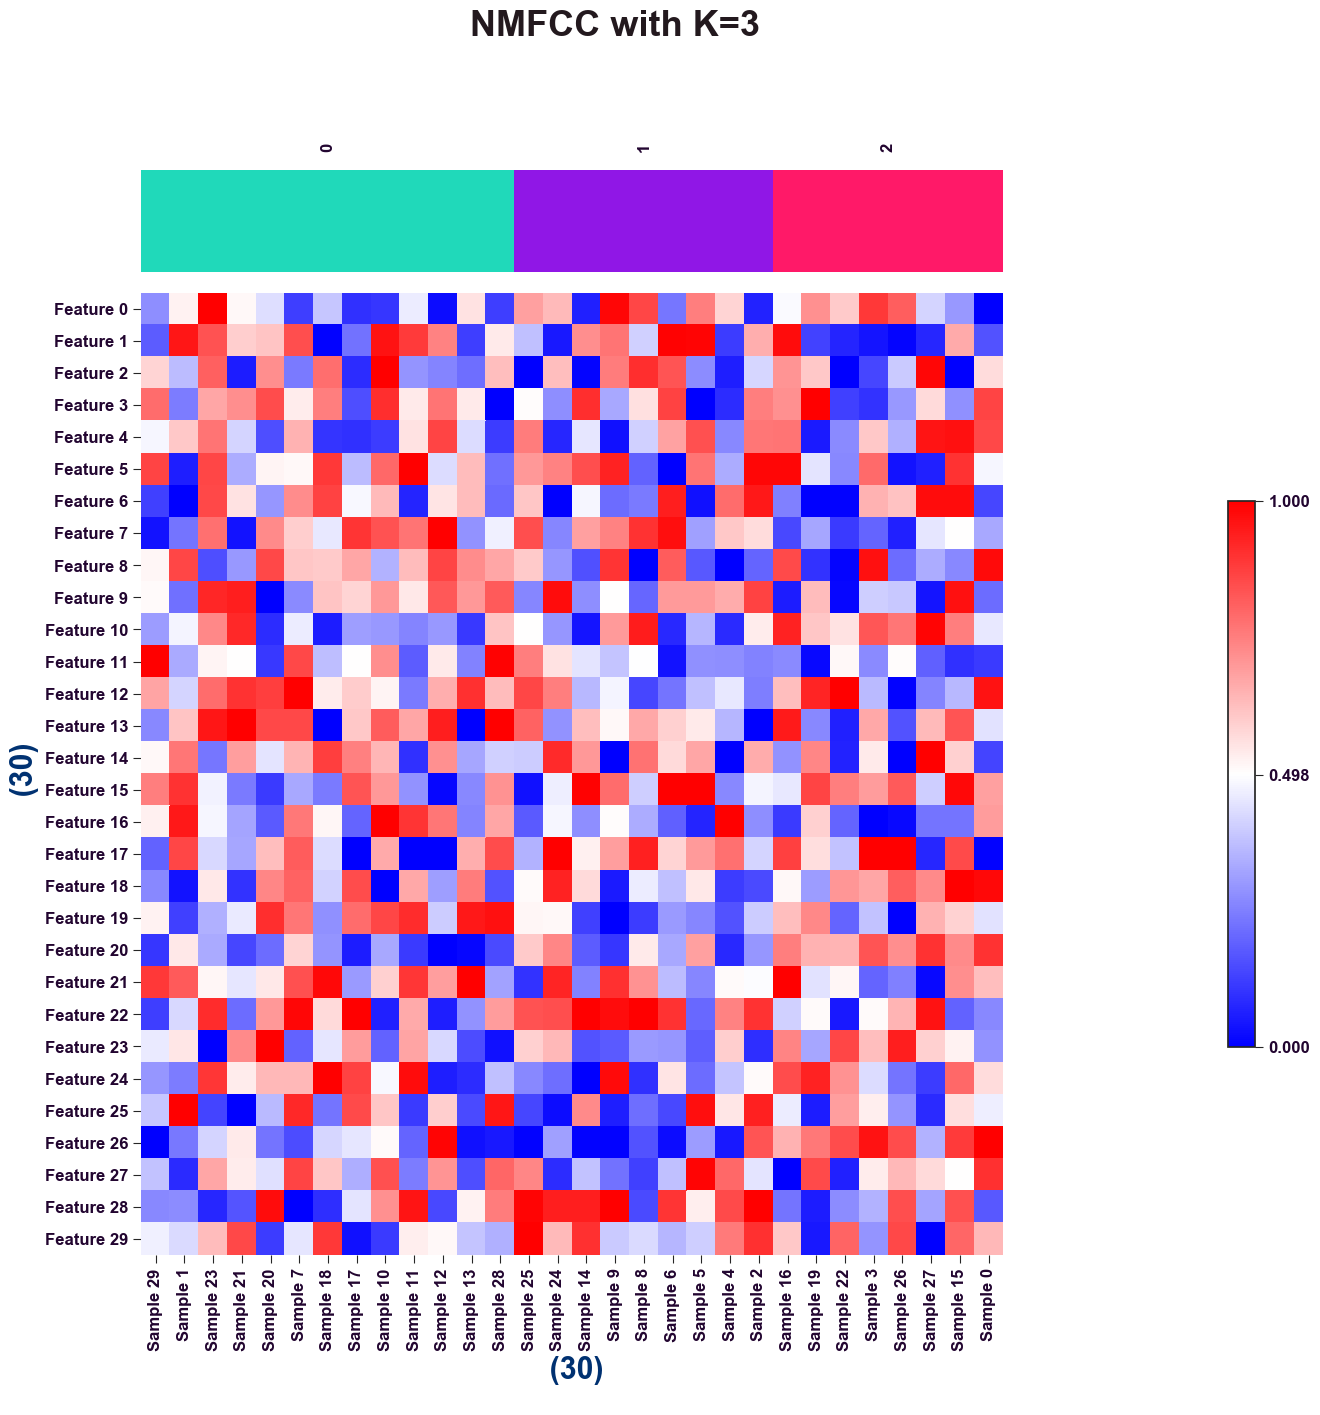 NMFCC with K=3
0
1
2
Feature 0
Feature 1
Feature 2
Feature 3
Feature 4
Feature 5
Feature 6
Feature 7
Feature 8
Feature 9
Feature 10
Feature 11
Feature 12
Feature 13
Feature 14
Feature 15
Feature 16
Feature 17
Feature 18
Feature 19
Feature 20
Feature 21
Feature 22
Feature 23
Feature 24
Feature 25
Feature 26
Feature 27
Feature 28
Feature 29
(30)
Sample 29
Sample 1
Sample 23
Sample 21
Sample 20
Sample 7
Sample 18
Sample 17
Sample 10
Sample 11
Sample 12
Sample 13
Sample 28
Sample 25
Sample 24
Sample 14
Sample 9
Sample 8
Sample 6
Sample 5
Sample 4
Sample 2
Sample 16
Sample 19
Sample 22
Sample 3
Sample 26
Sample 27
Sample 15
Sample 0
(30)
1.000
0.498
0.000